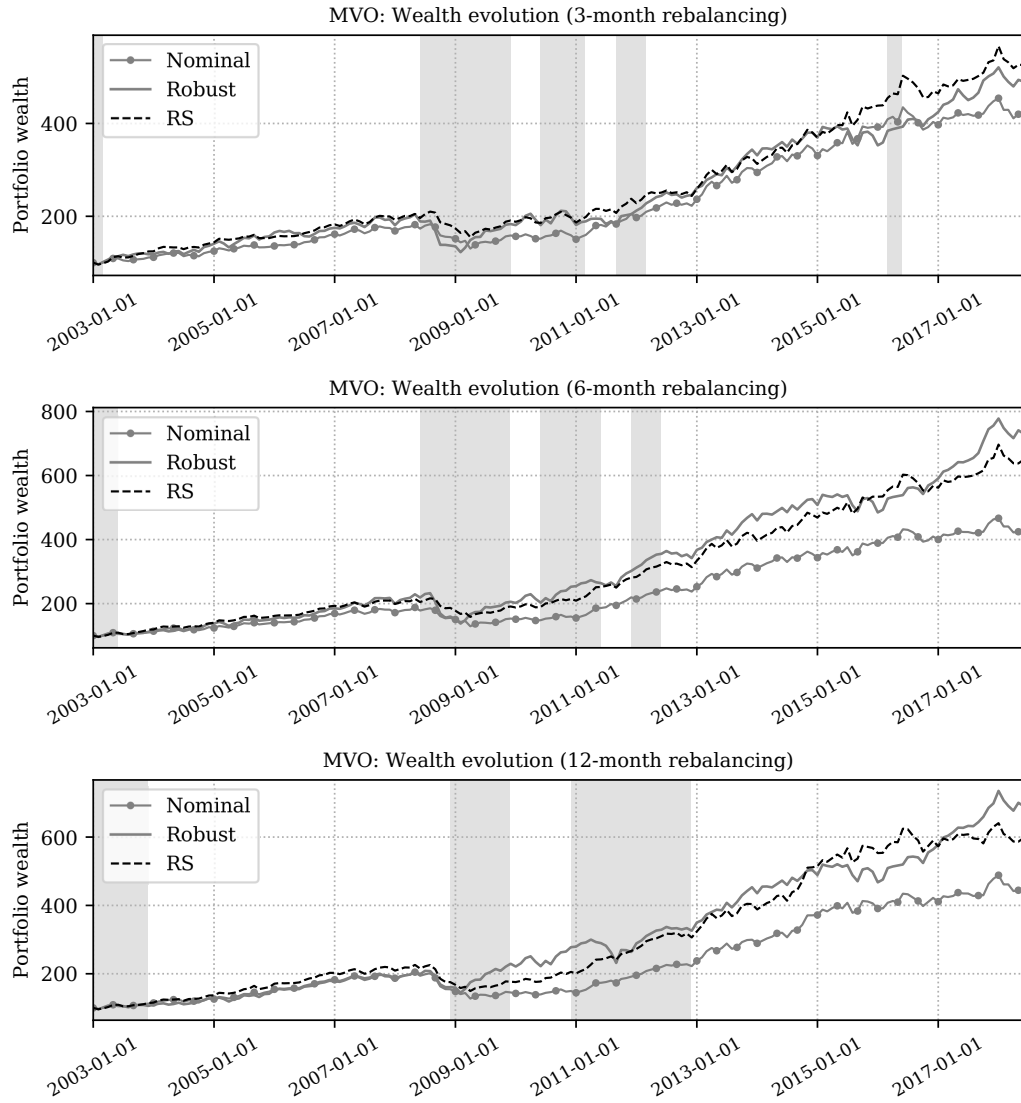 MVO: Wealth evolution (3-month rebalancing)
Portfolio wealth
400
200
Nominal
Robust
RS
2003-01-01
2005-01-01
2007-01-01
2009-01-01
2011-01-01
2013-01-01
2015-01-01
2017-01-01
MVO: Wealth evolution (6-month rebalancing)
Portfolio wealth
800
600
400
200
Nominal
Robust
RS
2003-01-01
2005-01-01
2007-01-01
2009-01-01
2011-01-01
2013-01-01
2015-01-01
2017-01-01
MVO: Wealth evolution (12-month rebalancing)
Portfolio wealth
600
400
200
Nominal
Robust
RS
2003-01-01
2005-01-01
2007-01-01
2009-01-01
2011-01-01
2013-01-01
2015-01-01
2017-01-01